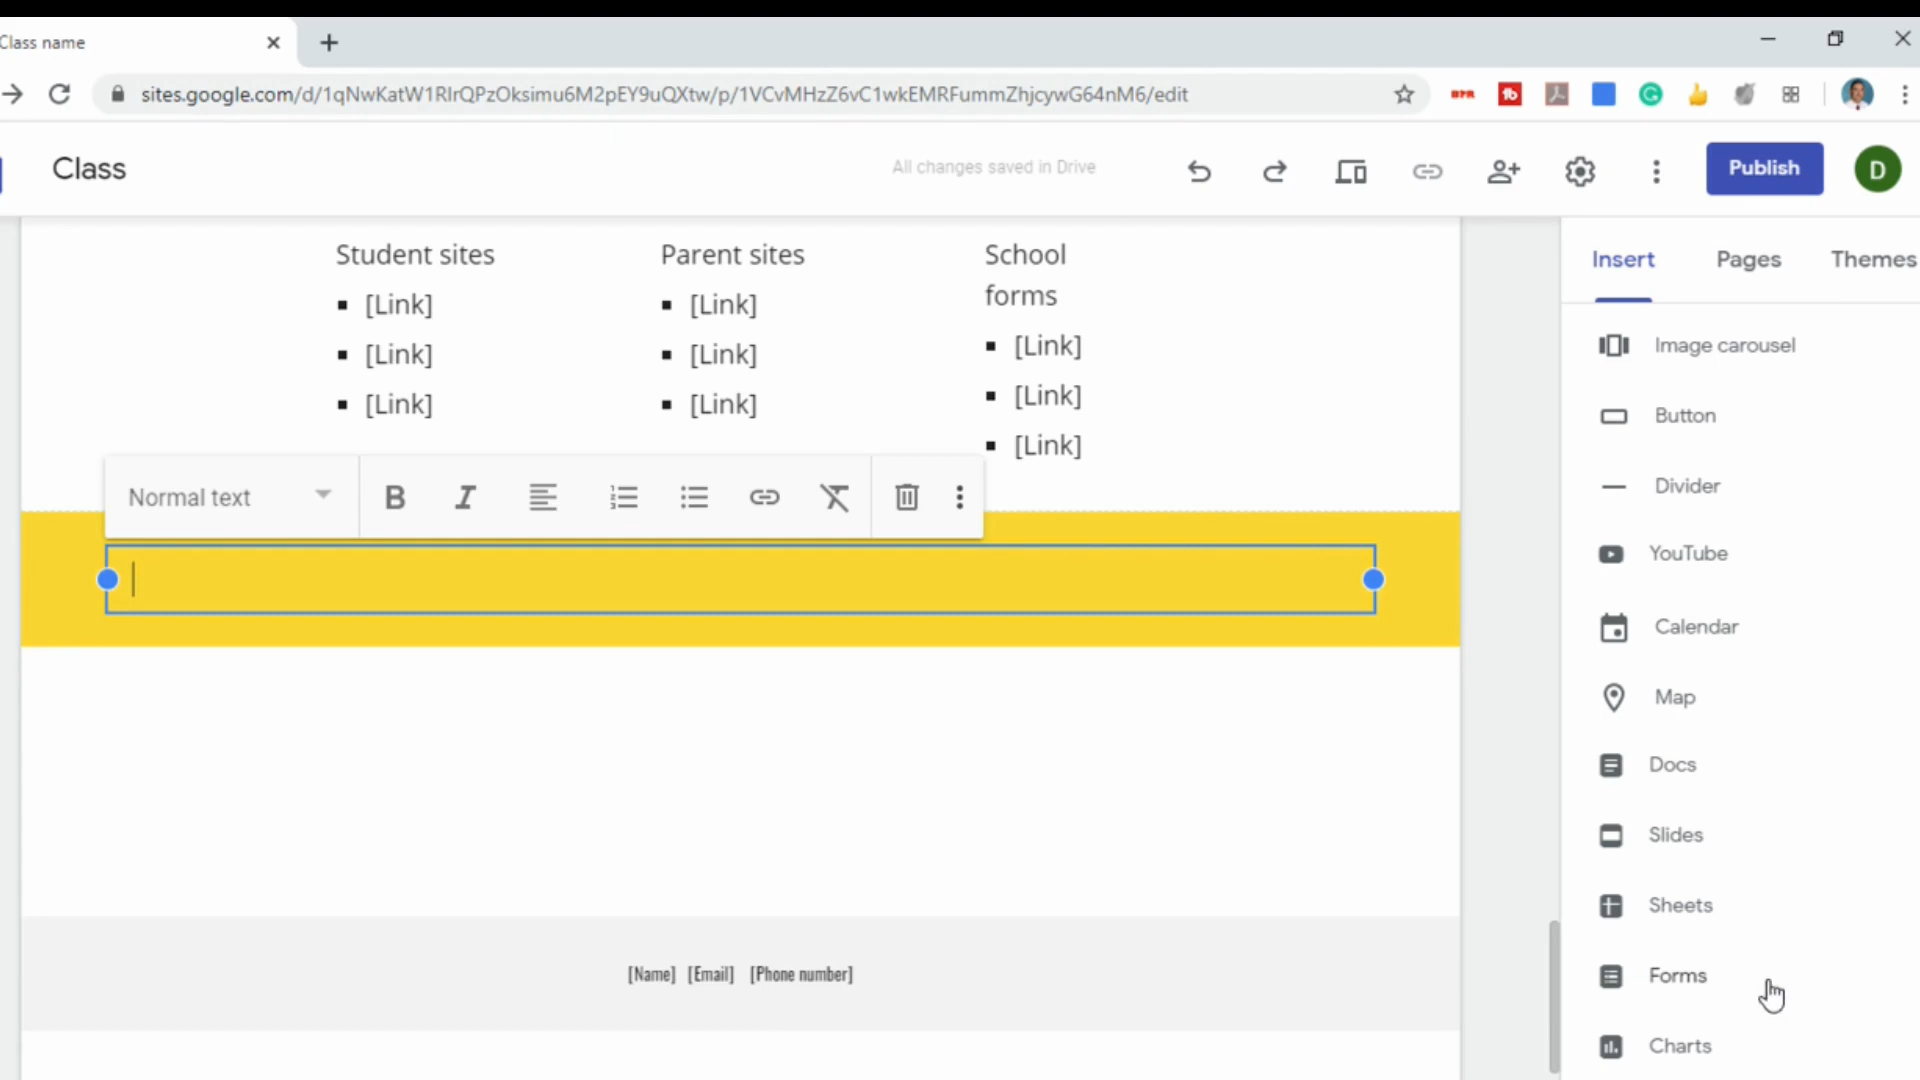 Class name
sites.google.com/d/1qNwKatW1RIrQPzOksimu6M2pEY9uQXtw/p/1VCvMHzZ6vC1wkEMRFummZhjcywG64nM6/edit
Class
All changes saved in Drive
Publish
D
Insert
Pages
Themes
Student sites
[Link]
[Link]
[Link]
Parent sites
[Link]
[Link]
[Link]
School
forms
[Link]
[Link]
[Link]
Normal text
B
I
[Name] [Email] [Phone number]
Image carousel
Button
Divider
YouTube
Calendar
Map
Docs
Slides
Sheets
Forms
Charts